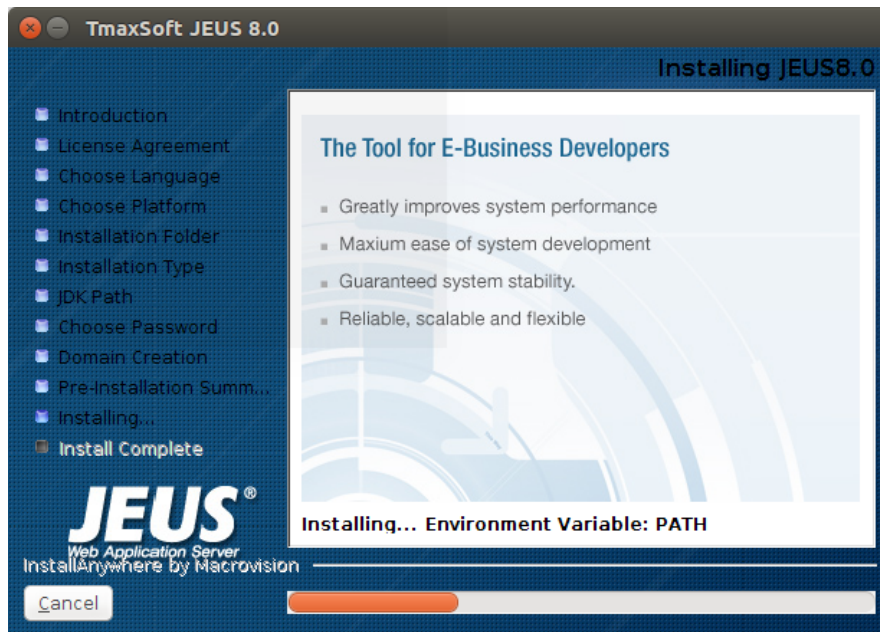 TmaxSoft JEUS 8.0
Installing JEUS8.0
Introduction
License Agreement
Choose Language
Choose Platform
Installation Folder
Installation Type
JDK Path
Choose Password
Domain Creation
Pre-Installation Summ...
Installing...
Install Complete
The Tool for E-Business Developers
Greatly improves system performance
Maxium ease of system development
Guaranteed system stability.
Reliable, scalable and flexible
JEUS®
Web Application Server
Installing... Environment Variable: PATH
InstallAnywhere by Macrovision
Cancel